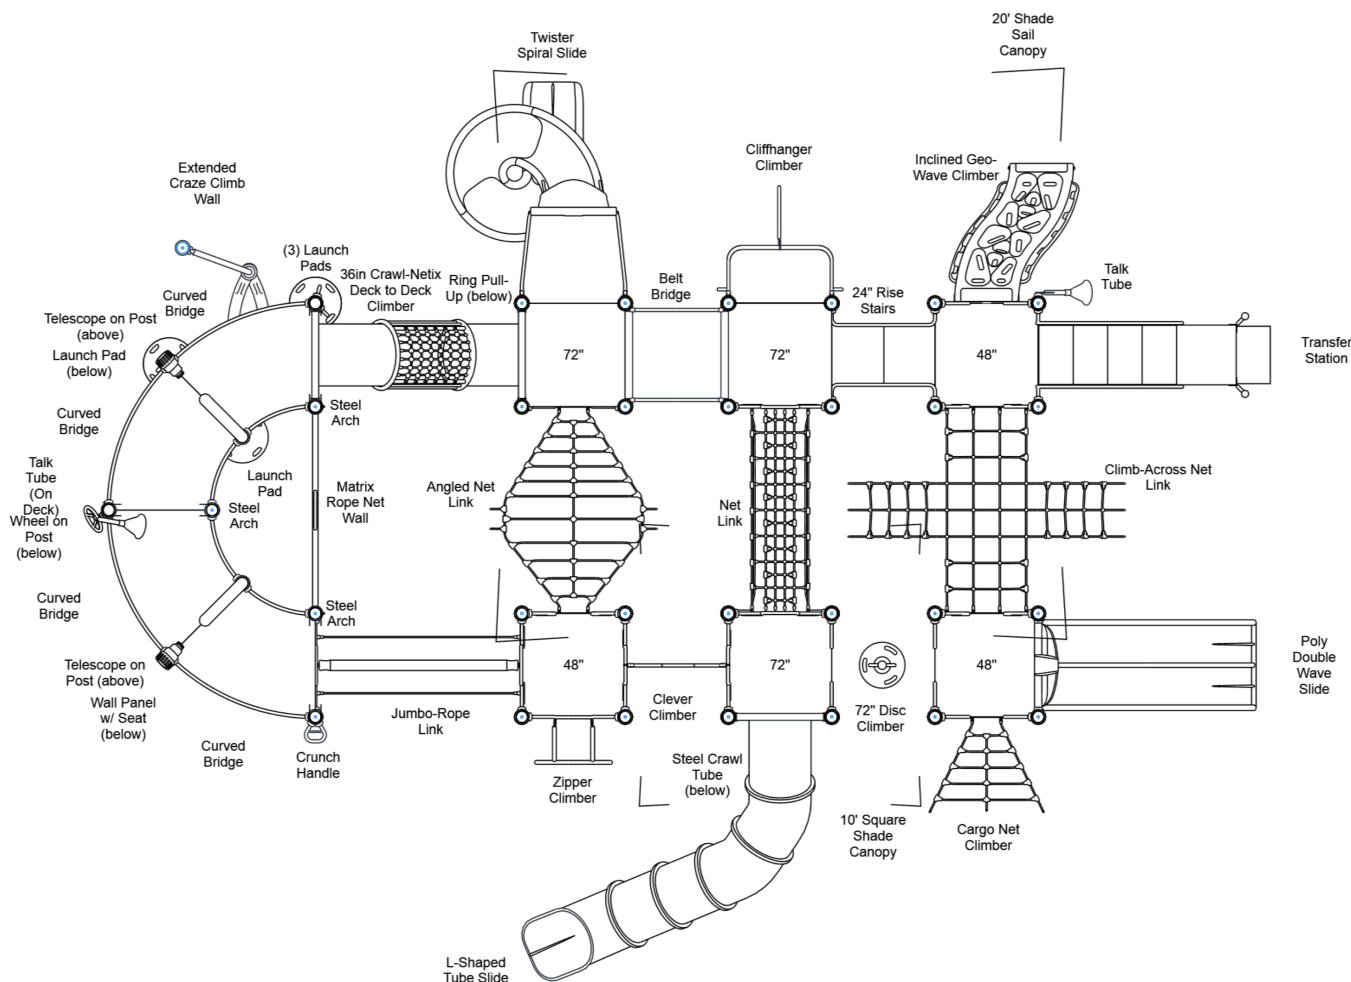 Twister
Spiral Slide
20' Shade
Sail
Canopy
Cliffhanger
Climber
Inclined Geo-
Wave Climber
Extended
Craze Climb
Wall
(3) Launch
Pads
36in Crawl-Netix
Deck to Deck
Climber
Ring Pull-
Up (below)
Belt
Bridge
24" Rise
Stairs
Talk
Tube
Curved
Bridge
Telescope on Post
(above)
Launch Pad
(below)
72"
72"
48"
Transfer
Station
Curved
Bridge
Steel
Arch
Talk
Tube
(On
Deck)
Wheel on
Post
(below)
Launch
Pad
Steel
Arch
Matrix
Rope Net
Wall
Angled Net
Link
Net
Link
Climb-Across Net
Link
Curved
Bridge
Steel
Arch
Telescope on
Post (above)
Wall Panel
w/ Seat
(below)
48"
72"
48"
Poly
Double
Wave
Slide
Curved
Bridge
Crunch
Handle
Jumbo-Rope
Link
Clever
Climber
72" Disc
Climber
Zipper
Climber
Steel Crawl
Tube
(below)
10' Square
Shade
Canopy
Cargo Net
Climber
L-Shaped
Tube Slide